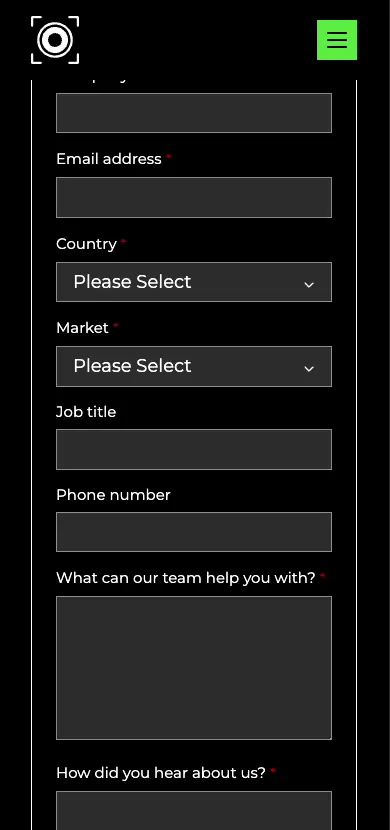 Email address *
Country *
Please Select
Market *
Please Select
Job title
Phone number
What can our team help you with? *
How did you hear about us? *